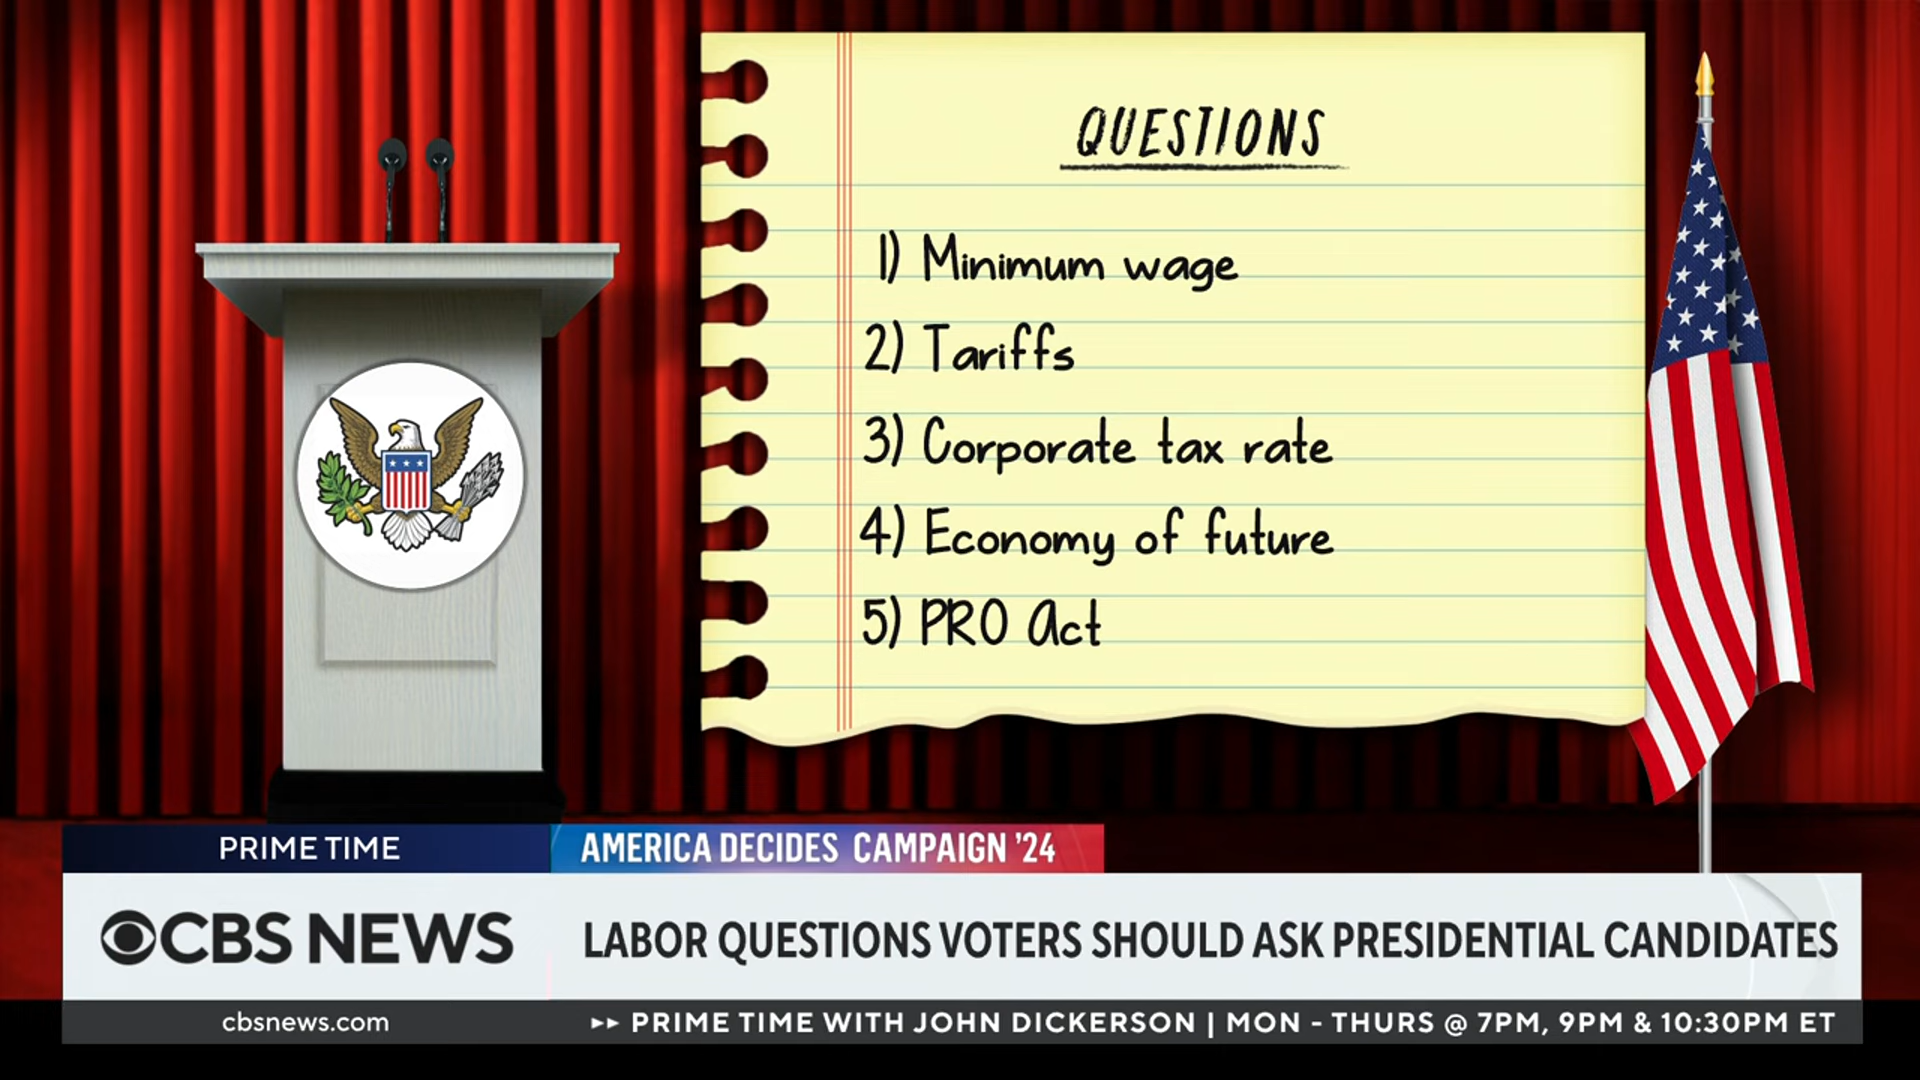 QUESTIONS
1) Minimum wage
2) Tariffs
3) Corporate tax rate
4) Economy of future
5) PRO Act
PRIME TIME
AMERICA DECIDES CAMPAIGN '24
CBS NEWS
LABOR QUESTIONS VOTERS SHOULD ASK PRESIDENTIAL CANDIDATES
cbsnews.com
PRIME TIME WITH JOHN DICKERSON | MON - THURS @ 7PM, 9PM & 10:30PM ET